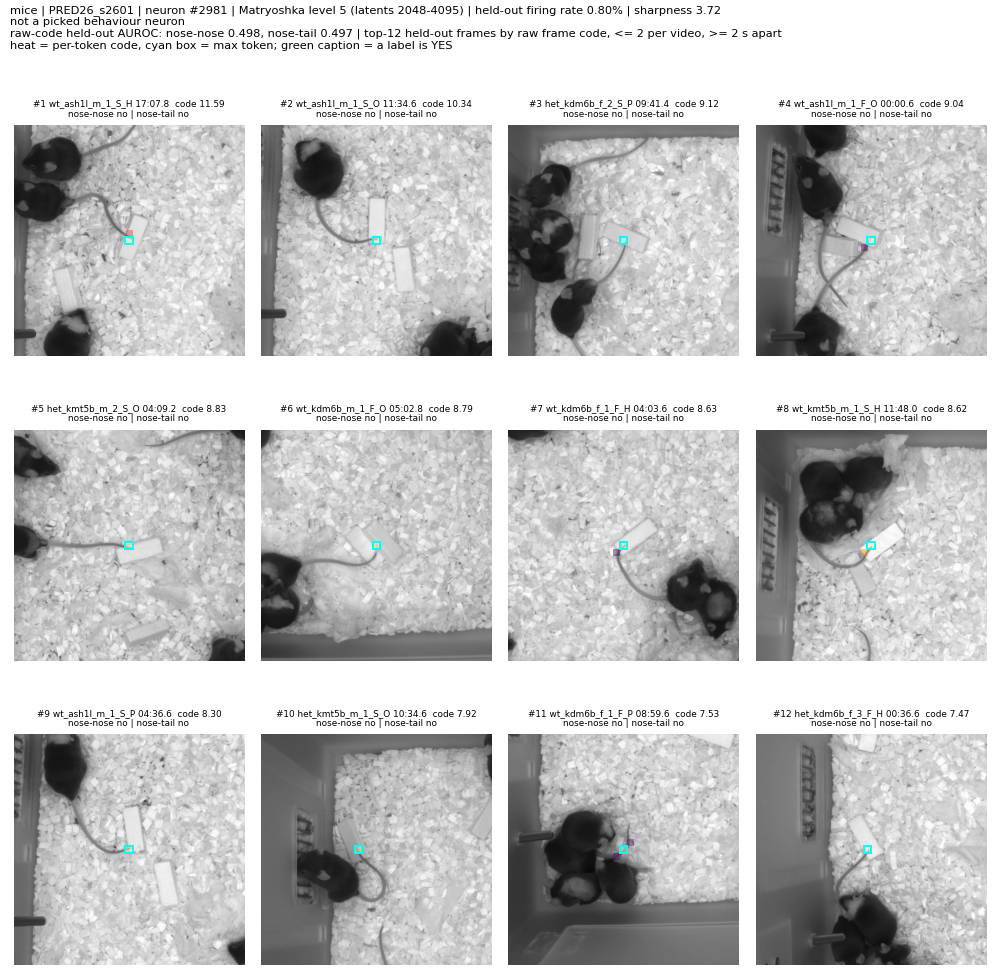 mice | PRED26_s2601 | neuron #2981 | Matryoshka level 5 (latents 2048-4095) | held-out firing rate 0.80% | sharpness 3.72
not a picked behaviour neuron
raw-code held-out AUROC: nose-nose 0.498, nose-tail 0.497 | top-12 held-out frames by raw frame code, <= 2 per video, >= 2 s apart
heat = per-token code, cyan box = max token; green caption = a label is YES
#1 wt_ash1l_m_1_S_H 17:07.8 code 11.59
nose-nose no | nose-tail no
#2 wt_ash1l_m_1_S_O 11:34.6 code 10.34
nose-nose no | nose-tail no
#3 het_kdm6b_f_2_S_P 09:41.4 code 9.12
nose-nose no | nose-tail no
#4 wt_ash1l_m_1_F_O 00:00.6 code 9.04
nose-nose no | nose-tail no
#5 het_kmt5b_m_2_S_O 04:09.2 code 8.83
nose-nose no | nose-tail no
#6 wt_kdm6b_m_1_F_O 05:02.8 code 8.79
nose-nose no | nose-tail no
#7 wt_kdm6b_f_1_F_H 04:03.6 code 8.63
nose-nose no | nose-tail no
#8 wt_kmt5b_m_1_S_H 11:48.0 code 8.62
nose-nose no | nose-tail no
#9 wt_ash1l_m_1_S_P 04:36.6 code 8.30
nose-nose no | nose-tail no
#10 het_kmt5b_m_1_S_O 10:34.6 code 7.92
nose-nose no | nose-tail no
#11 wt_kdm6b_f_1_F_P 08:59.6 code 7.53
nose-nose no | nose-tail no
#12 het_kdm6b_f_3_F_H 00:36.6 code 7.47
nose-nose no | nose-tail no